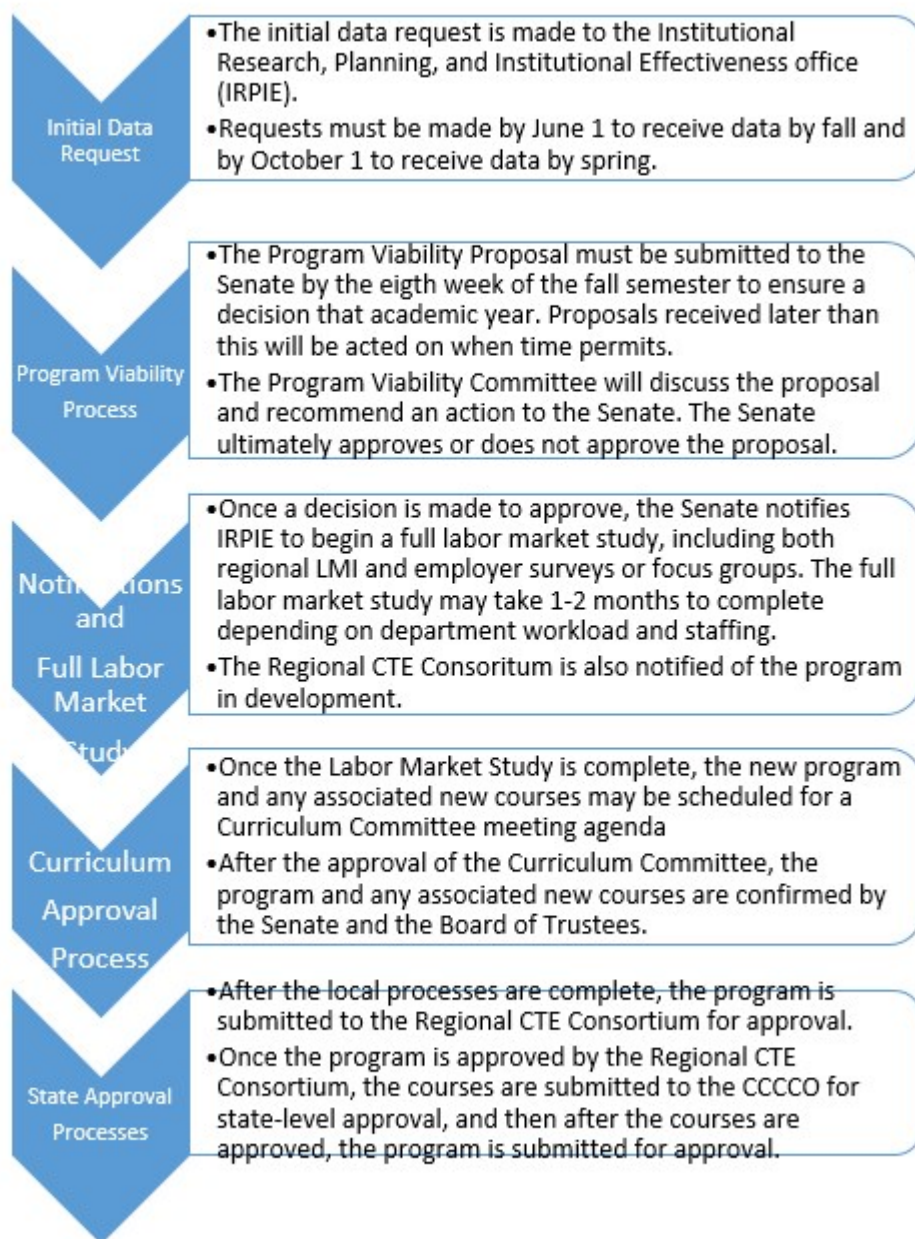 Initial Data
Request
•The initial data request is made to the Institutional
Research, Planning, and Institutional Effectiveness office
(IRPIE).
•Requests must be made by June 1 to receive data by fall and
by October 1 to receive data by spring.
Program Viability
Process
•The Program Viability Proposal must be submitted to the
Senate by the eigth week of the fall semester to ensure a
decision that academic year. Proposals received later than
this will be acted on when time permits.
•The Program Viability Committee will discuss the proposal
and recommend an action to the Senate. The Senate
ultimately approves or does not approve the proposal.
Notifications
and
Full Labor
Market
Study
•Once a decision is made to approve, the Senate notifies
IRPIE to begin a full labor market study, including both
regional LMI and employer surveys or focus groups. The full
labor market study may take 1-2 months to complete
depending on department workload and staffing.
•The Regional CTE Consoritum is also notified of the program
in development.
Curriculum
Approval
Process
•Once the Labor Market Study is complete, the new program
and any associated new courses may be scheduled for a
Curriculum Committee meeting agenda
•After the approval of the Curriculum Committee, the
program and any associated new courses are confirmed by
the Senate and the Board of Trustees.
State Approval
Processes
•After the local processes are complete, the program is
submitted to the Regional CTE Consortium for approval.
•Once the program is approved by the Regional CTE
Consortium, the courses are submitted to the CCCCO for
state-level approval, and then after the courses are
approved, the program is submitted for approval.